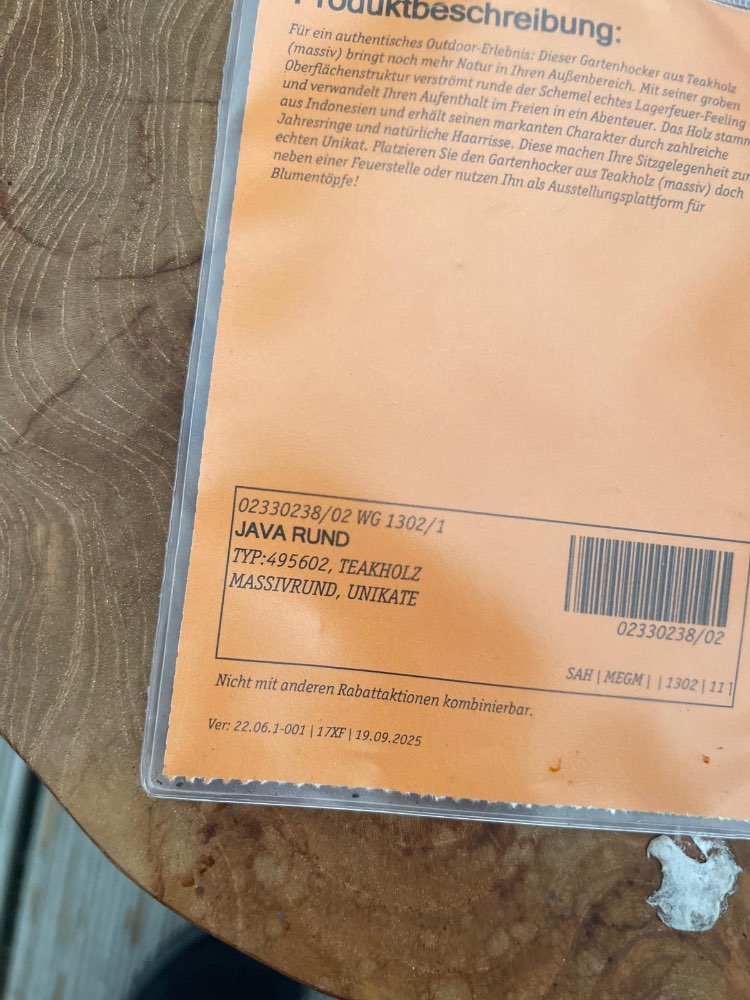 Produktbeschreibung:
Für ein authentisches Outdoor-Erlebnis: Dieser Gartenhocker aus Teakholz
(massiv) bringt noch mehr Natur in Ihren Außenbereich. Mit seiner groben
Oberflächenstruktur verströmt runde der Schemel echtes Lagerfeuer-Feeling
und verwandelt Ihren Aufenthalt im Freien in ein Abenteuer. Das Holz stamm
aus Indonesien und erhält seinen markanten Charakter durch zahlreiche
Jahresringe und natürliche Haarrisse. Diese machen Ihre Sitzgelegenheit zum
echten Unikat. Platzieren Sie den Gartenhocker aus Teakholz (massiv) doch
neben einer Feuerstelle oder nutzen Ihn als Ausstellungsplattform für
Blumentöpfe!
02330238/02 WG 1302/1
JAVA RUND
TYP:495602, TEAKHOLZ
MASSIVRUND, UNIKATE
02330238/02
SAH | MEGM | | 1302 | 11
Nicht mit anderen Rabattaktionen kombinierbar.
Ver: 22.06.1-001 | 17XF | 19.09.2025